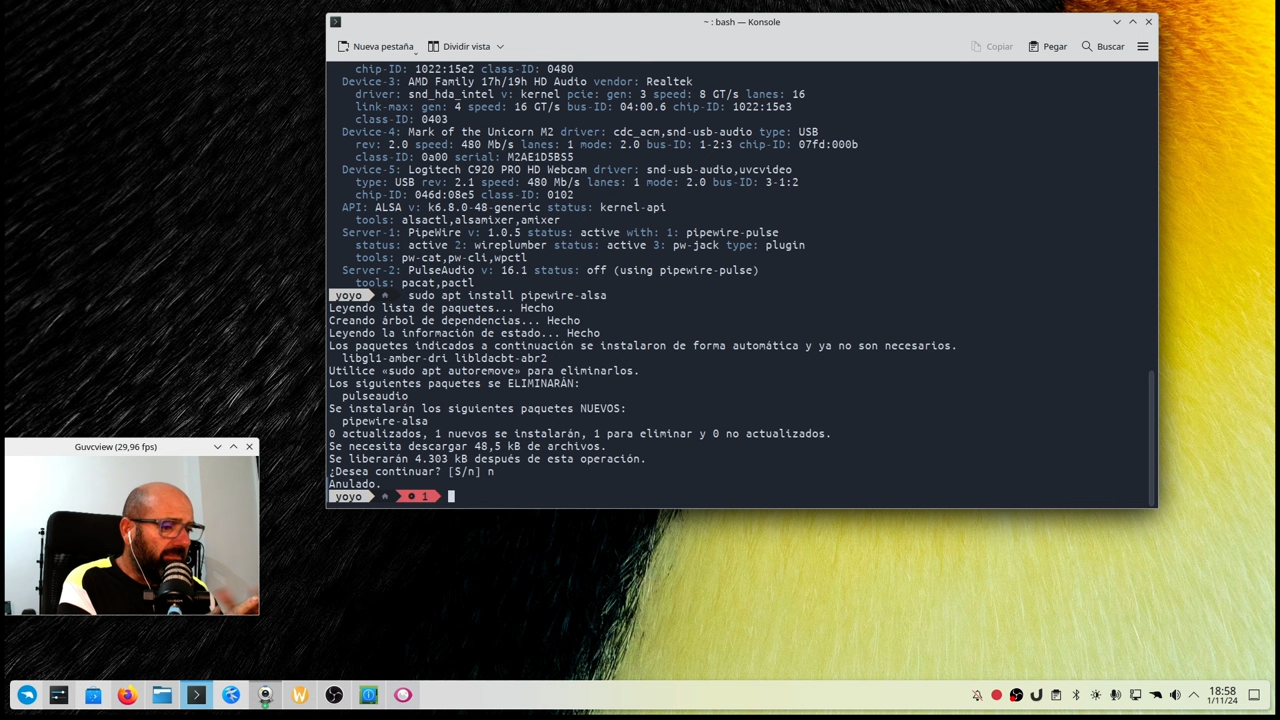 ~ : bash — Konsole
Nueva pestaña
Dividir vista
Copiar
Pegar
Buscar
chip-ID: 1022:15e2 class-ID: 0480
Device-3: AMD Family 17h/19h HD Audio vendor: Realtek
driver: snd_hda_intel v: kernel pcie: gen: 3 speed: 8 GT/s lanes: 16
link-max: gen: 4 speed: 16 GT/s bus-ID: 04:00.6 chip-ID: 1022:15e3
class-ID: 0403
Device-4: Mark of the Unicorn M2 driver: cdc_acm,snd-usb-audio type: USB
rev: 2.0 speed: 480 Mb/s lanes: 1 mode: 2.0 bus-ID: 1-2:3 chip-ID: 07fd:000b
class-ID: 0a00 serial: M2AE1D5BS5
Device-5: Logitech C920 PRO HD Webcam driver: snd-usb-audio,uvcvideo
type: USB rev: 2.1 speed: 480 Mb/s lanes: 1 mode: 2.0 bus-ID: 3-1:2
chip-ID: 046d:08e5 class-ID: 0102
API: ALSA v: k6.8.0-48-generic status: kernel-api
tools: alsactl,alsamixer,amixer
Server-1: PipeWire v: 1.0.5 status: active with: 1: pipewire-pulse
status: active 2: wireplumber status: active 3: pw-jack type: plugin
tools: pw-cat,pw-cli,wpctl
Server-2: PulseAudio v: 16.1 status: off (using pipewire-pulse)
tools: pacat,pactl
yoyo sudo apt install pipewire-alsa
Leyendo lista de paquetes... Hecho
Creando árbol de dependencias... Hecho
Leyendo la información de estado... Hecho
Los paquetes indicados a continuación se instalaron de forma automática y ya no son necesarios.
libgl1-amber-dri libldacbt-abr2
Utilice «sudo apt autoremove» para eliminarlos.
Los siguientes paquetes se ELIMINARÁN:
pulseaudio
Se instalarán los siguientes paquetes NUEVOS:
pipewire-alsa
0 actualizados, 1 nuevos se instalarán, 1 para eliminar y 0 no actualizados.
Se necesita descargar 48,5 kB de archivos.
Se liberarán 4.303 kB después de esta operación.
¿Desea continuar? [S/n] n
Anulado.
yoyo 1
Guvcview (29,96 fps)
18:58
1/11/24